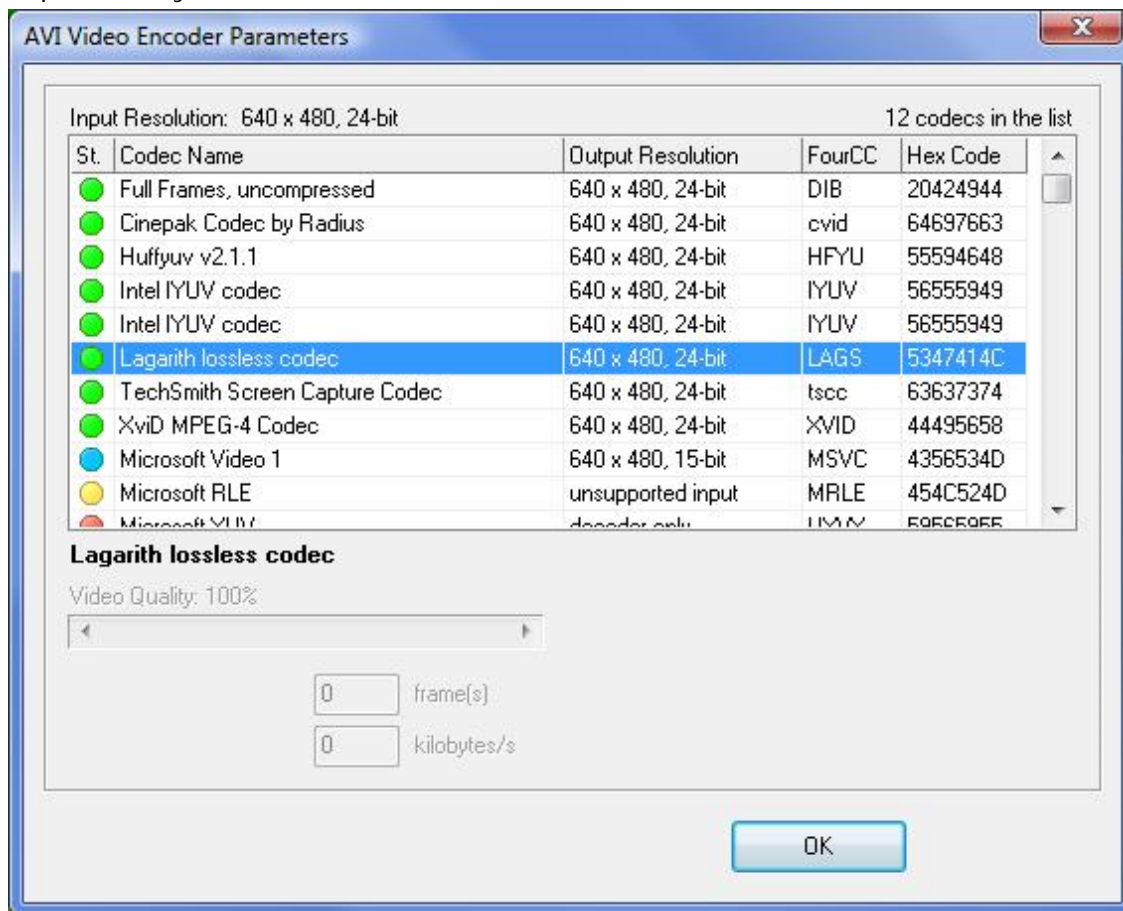 AVI Video Encoder Parameters
Input Resolution: 640 x 480, 24-bit 12 codecs in the list
St. Codec Name Output Resolution FourCC Hex Code
Full Frames, uncompressed 640 x 480, 24-bit DIB 20424944
Cinepak Codec by Radius 640 x 480, 24-bit cvid 64697663
Huffyuv v2.1.1 640 x 480, 24-bit HFYU 55594648
Intel IYUV codec 640 x 480, 24-bit IYUV 56555949
Intel IYUV codec 640 x 480, 24-bit IYUV 56555949
Lagarith lossless codec 640 x 480, 24-bit LAGS 5347414C
TechSmith Screen Capture Codec 640 x 480, 24-bit tscc 63637374
XviD MPEG-4 Codec 640 x 480, 24-bit XVID 44495658
Microsoft Video 1 640 x 480, 15-bit MSVC 4356534D
Microsoft RLE unsupported input MRLE 454C524D
Microsoft YUV decoder only UYVY 59565955
Lagarith lossless codec
Video Quality: 100%
0 frame(s)
0 kilobytes/s
OK